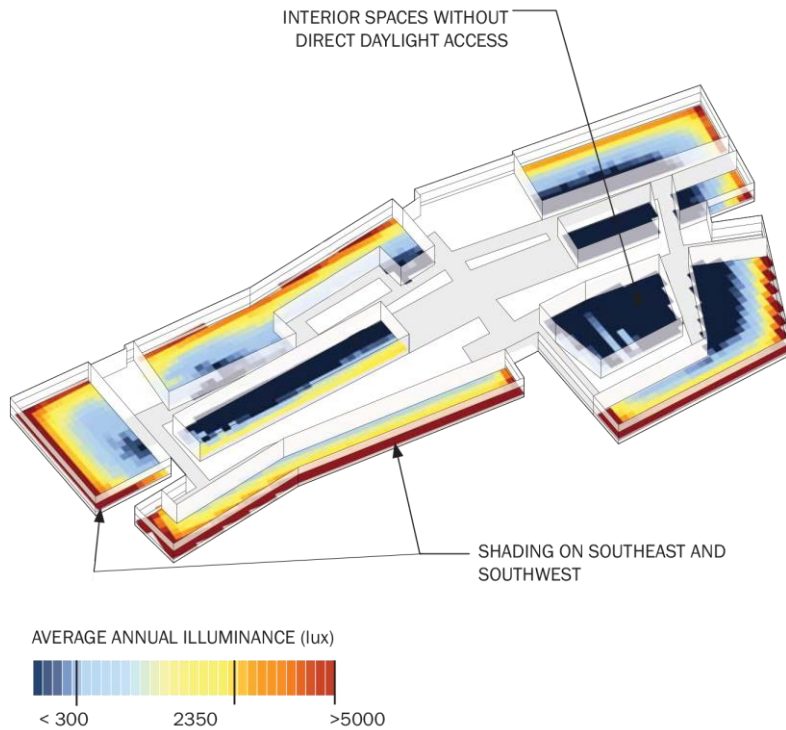 INTERIOR SPACES WITHOUT
DIRECT DAYLIGHT ACCESS
SHADING ON SOUTHEAST AND
SOUTHWEST
AVERAGE ANNUAL ILLUMINANCE (lux)
< 300 2350 >5000